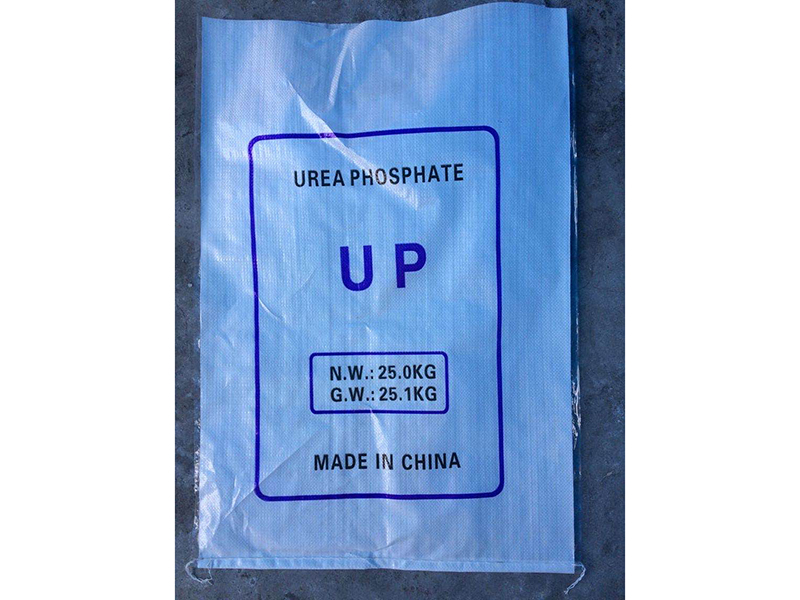 UREA PHOSPHATE
U P
N.W.: 25.0KG
G.W.: 25.1KG
MADE IN CHINA